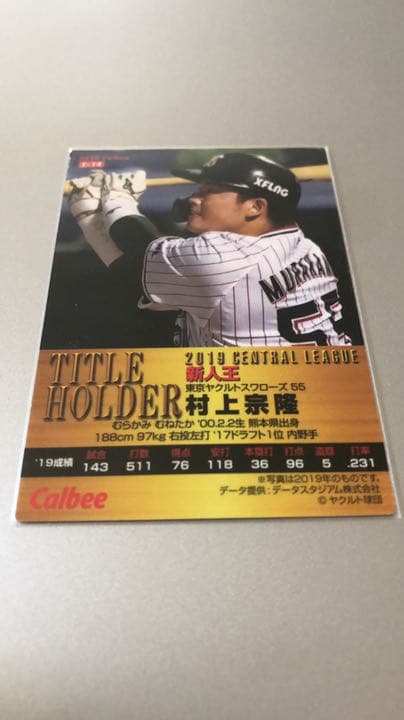 T-14
XFLAG
MURAKAMI
55
TITLE
HOLDER
2019 CENTRAL LEAGUE
新人王
東京ヤクルトスワローズ 55
村上宗隆
むらかみ むねたか '00.2.2生 熊本県出身
188cm 97kg 右投左打 '17ドラフト1位 内野手
'19成績 試合 打数 得点 安打 本塁打 打点 盗塁 打率
143 511 76 118 36 96 5 .231
Calbee
※写真は2019年のものです。
データ提供:データスタジアム株式会社
© ヤクルト球団